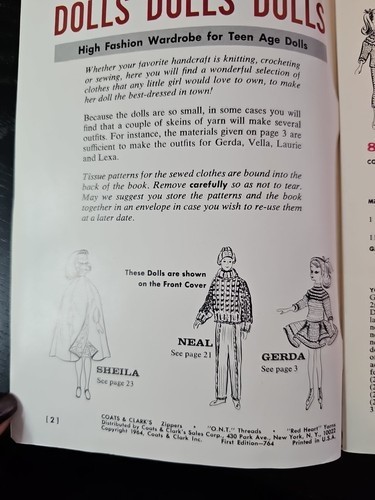 DOLLS DOLLS DOLLS
High Fashion Wardrobe for Teen Age Dolls
Whether your favorite handcraft is knitting, crocheting
or sewing, here you will find a wonderful selection of
clothes that any little girl would love to own, to make
her doll the best-dressed in town!
Because the dolls are so small, in some cases you will
find that a couple of skeins of yarn will make several
outfits. For instance, the materials given on page 3 are
sufficient to make the outfits for Gerda, Vella, Laurie
and Lexa.
Tissue patterns for the sewed clothes are bound into the
back of the book. Remove carefully so as not to tear.
May we suggest you store the patterns and the book
together in an envelope in case you wish to re-use them
at a later date.
These Dolls are shown
on the Front Cover
SHEILA
See page 23
NEAL
See page 21
GERDA
See page 3
[2]
COATS & CLARK'S Zippers • "O.N.T." Threads • "Red Heart" Yarns
Distributed by Coats & Clark's Sales Corp., 430 Park Ave., New York, N. Y., 10022
Copyright 1964, Coats & Clark Inc. First Edition—764 Printed in U.S.A.